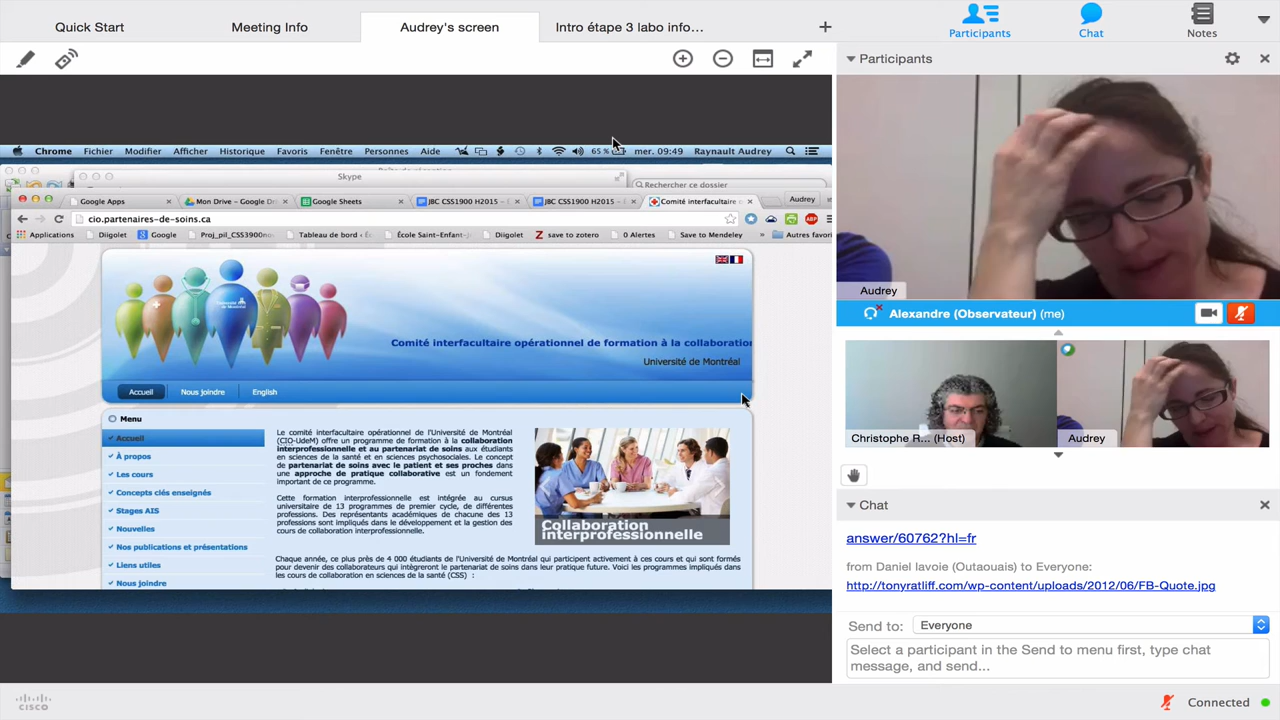 Quick Start
Meeting Info
Audrey's screen
Intro étape 3 labo info…
Participants
Chat
Notes
Participants
Chrome Fichier Modifier Afficher Historique Favoris Fenêtre Personnes Aide 65 % mer. 09:49 Raynault Audrey
Skype
Rechercher ce dossier
Google Apps
Mon Drive – Google Dr
Google Sheets
JBC CSS1900 H2015 –
JBC CSS1900 H2015 –
Comité interfacultaire
Audrey
cio.partenaires-de-soins.ca
Applications Diigolet Google Proj_pil_CSS3900no Tableau de bord École Saint-Enfant-J Diigolet save to zotero 0 Alertes Save to Mendeley » Autres favori
Comité interfacultaire opérationnel de formation à la collaboration
Université de Montréal
Accueil Nous joindre English
Menu
Accueil
À propos
Les cours
Concepts clés enseignés
Stages AIS
Nouvelles
Nos publications et présentations
Liens utiles
Nous joindre
Le comité interfacultaire opérationnel de l'Université de Montréal
(CIO-UdeM) offre un programme de formation à la collaboration
interprofessionnelle et au partenariat de soins aux étudiants
en sciences de la santé et en sciences psychosociales. Le concept
de partenariat de soins avec le patient et ses proches dans
une approche de pratique collaborative est un fondement
important de ce programme.
Cette formation interprofessionnelle est intégrée au cursus
universitaire de 13 programmes de premier cycle, de différentes
professions. Des représentants academiques de chacune des 13
professions sont impliqués dans le développement et la gestion des
cours de collaboration interprofessionnelle.
Collaboration
interprofessionnelle
Chaque année, ce plus près de 4 000 étudiants de l'Université de Montréal qui participent activement à ces cours et qui sont formés
pour devenir des collaborateurs qui intègreront le partenariat de soins dans leur pratique future. Voici les programmes impliqués dans
les cours de collaboration en sciences de la santé (CSS) :
Audrey
Alexandre (Observateur) (me)
Christophe R... (Host)
Audrey
Chat
answer/60762?hl=fr
from Daniel lavoie (Outaouais) to Everyone:
http://tonyratliff.com/wp-content/uploads/2012/06/FB-Quote.jpg
Send to: Everyone
Select a participant in the Send to menu first, type chat
message, and send...
CISCO
Connected